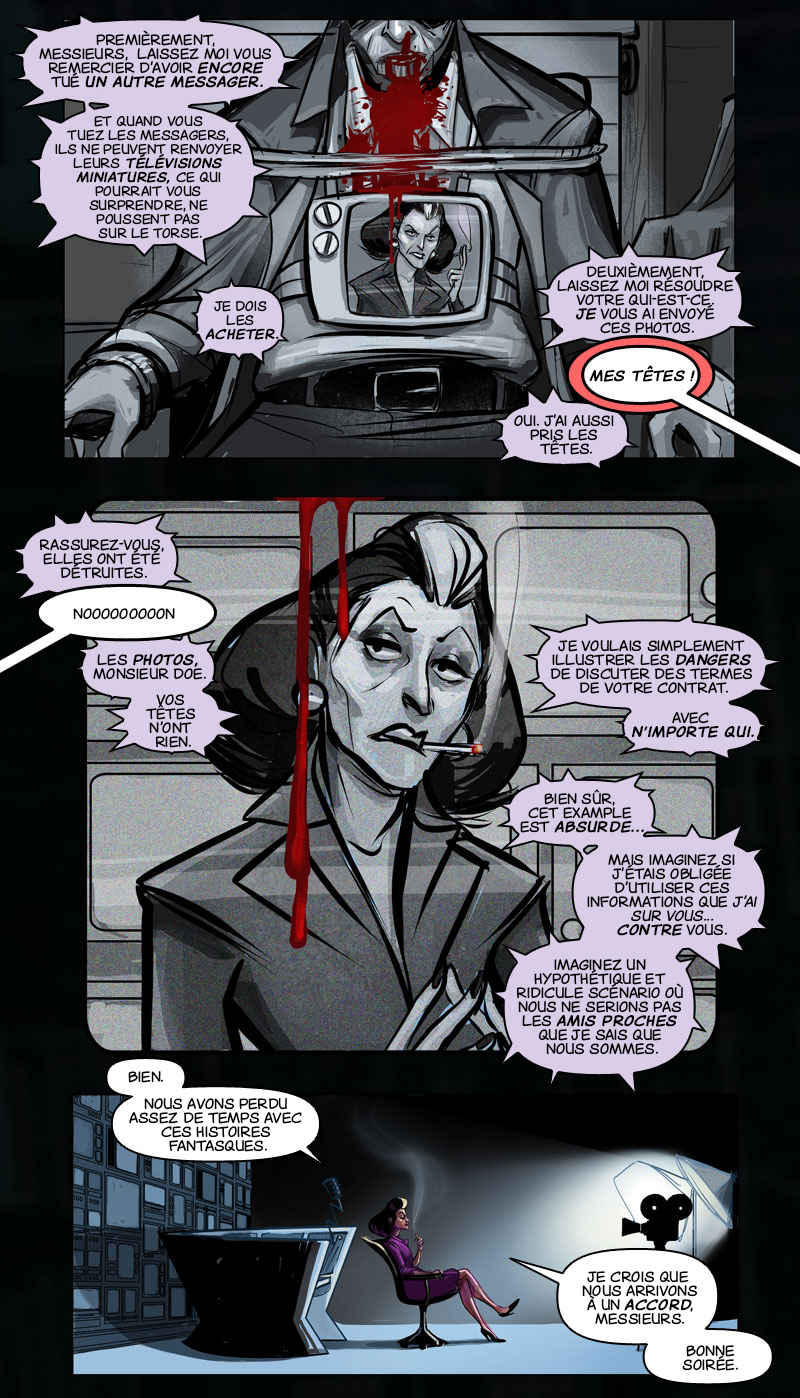 PREMIÈREMENT,
MESSIEURS, LAISSEZ MOI VOUS
REMERCIER D'AVOIR ENCORE
TUÉ UN AUTRE MESSAGER.
ET QUAND VOUS
TUEZ LES MESSAGERS,
ILS NE PEUVENT RENVOYER
LEURS TÉLÉVISIONS
MINIATURES, CE QUI
POURRAIT VOUS
SURPRENDRE, NE
POUSSENT PAS
SUR LE TORSE.
JE DOIS
LES
ACHETER.
DEUXIÈMEMENT,
LAISSEZ MOI RÉSOUDRE
VOTRE QUI-EST-CE.
JE VOUS AI ENVOYÉ
CES PHOTOS.
MES TÊTES !
OUI. J'AI AUSSI
PRIS LES
TÊTES.
RASSUREZ-VOUS,
ELLES ONT ÉTÉ
DÉTRUITES.
NOOOOOOOOON
LES PHOTOS,
MONSIEUR DOE.
VOS
TÊTES
N'ONT
RIEN.
JE VOULAIS SIMPLEMENT
ILLUSTRER LES DANGERS
DE DISCUTER DES TERMES
DE VOTRE CONTRAT.
AVEC
N'IMPORTE QUI.
BIEN SÛR,
CET EXAMPLE
EST ABSURDE...
MAIS IMAGINEZ SI
J'ÉTAIS OBLIGÉE
D'UTILISER CES
INFORMATIONS QUE J'AI
SUR VOUS...
CONTRE VOUS.
IMAGINEZ UN
HYPOTHÉTIQUE ET
RIDICULE SCÉNARIO OÙ
NOUS NE SERIONS PAS
LES AMIS PROCHES
QUE JE SAIS QUE
NOUS SOMMES.
BIEN.
NOUS AVONS PERDU
ASSEZ DE TEMPS AVEC
CES HISTOIRES
FANTASQUES.
JE CROIS QUE
NOUS ARRIVONS
À UN ACCORD,
MESSIEURS.
BONNE
SOIRÉE.